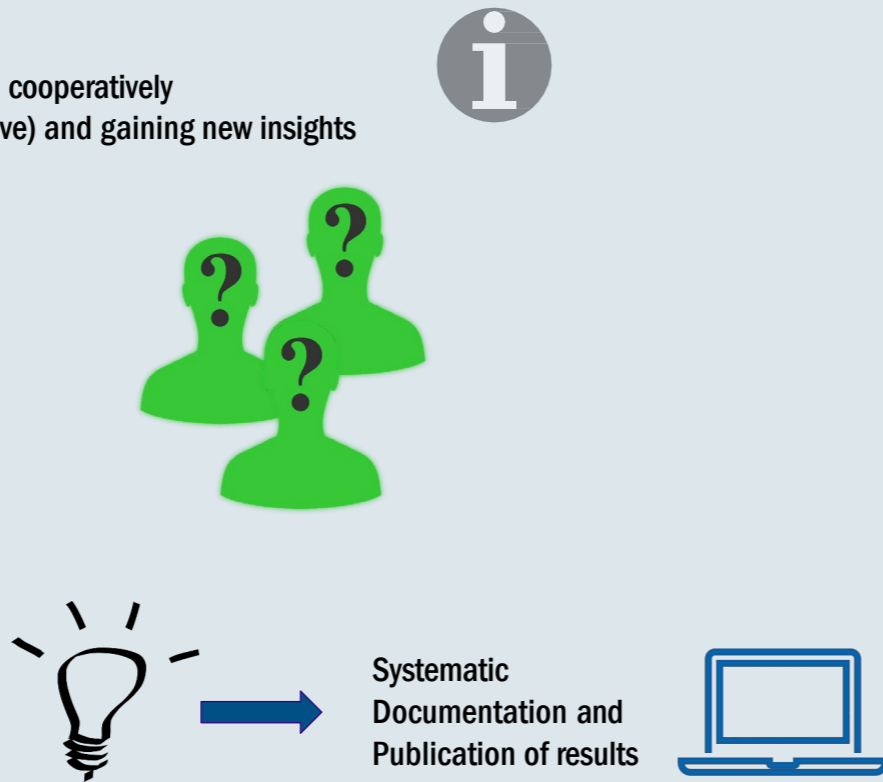 cooperatively
ve) and gaining new insights
i
?
?
?
Systematic
Documentation and
Publication of results